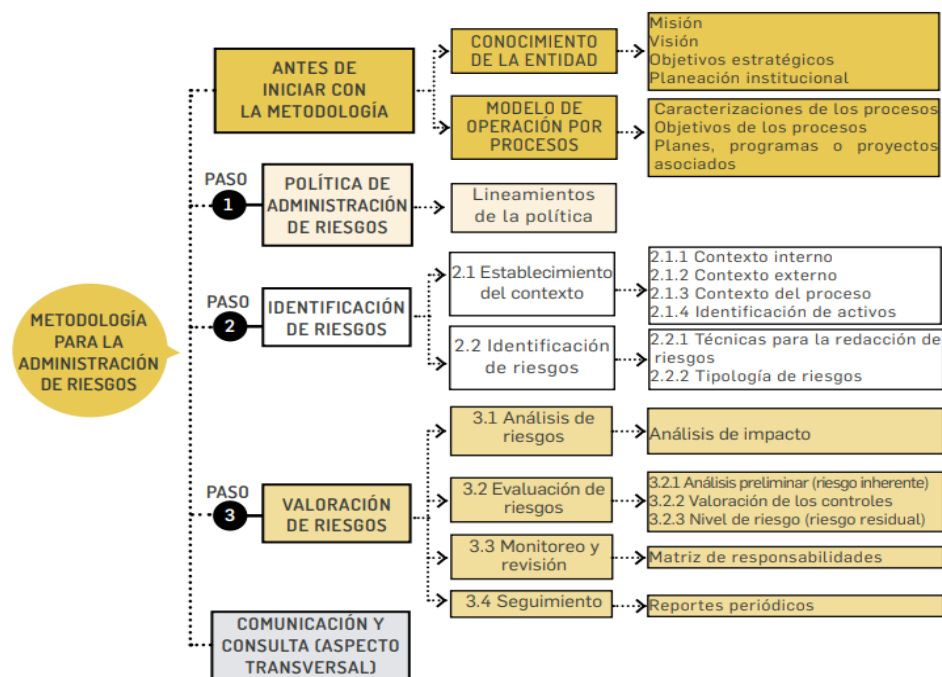 METODOLOGÍA
PARA LA
ADMINISTRACIÓN
DE RIESGOS
ANTES DE
INICIAR CON
LA METODOLOGÍA
CONOCIMIENTO
DE LA ENTIDAD
Misión
Visión
Objetivos estratégicos
Planeación institucional
MODELO DE
OPERACIÓN POR
PROCESOS
Caracterizaciones de los procesos
Objetivos de los procesos
Planes, programas o proyectos
asociados
PASO
1
POLÍTICA DE
ADMINISTRACIÓN
DE RIESGOS
Lineamientos
de la política
PASO
2
IDENTIFICACIÓN
DE RIESGOS
2.1 Establecimiento
del contexto
2.1.1 Contexto interno
2.1.2 Contexto externo
2.1.3 Contexto del proceso
2.1.4 Identificación de activos
2.2 Identificación
de riesgos
2.2.1 Técnicas para la redacción de
riesgos
2.2.2 Tipología de riesgos
PASO
3
VALORACIÓN
DE RIESGOS
3.1 Análisis de
riesgos
Análisis de impacto
3.2 Evaluación de
riesgos
3.2.1 Análisis preliminar (riesgo inherente)
3.2.2 Valoración de los controles
3.2.3 Nivel de riesgo (riesgo residual)
3.3 Monitoreo y
revisión
Matriz de responsabilidades
3.4 Seguimiento
Reportes periódicos
COMUNICACIÓN Y
CONSULTA (ASPECTO
TRANSVERSAL)